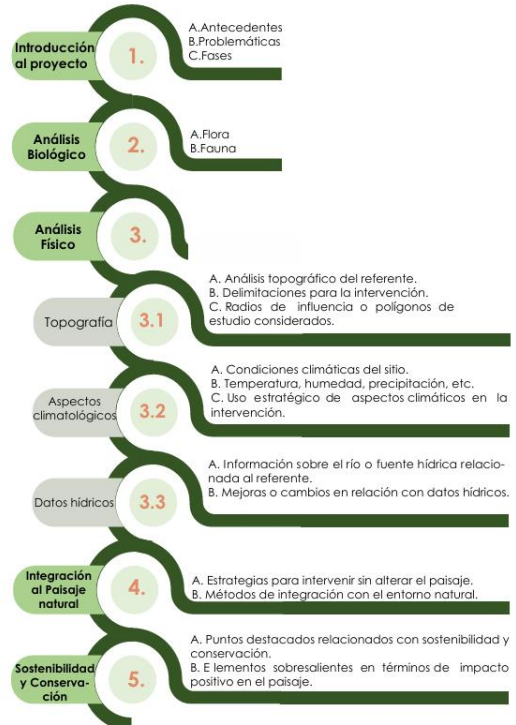 Introducción
al proyecto
1.
A.Antecedentes
B.Problemáticas
C.Fases
Análisis
Biológico
2.
A.Flora
B.Fauna
Análisis
Físico
3.
Topografía
3.1
A. Análisis topográfico del referente.
B. Delimitaciones para la intervención.
C. Radios de influencia o polígonos de
estudio considerados.
Aspectos
climatológicos
3.2
A. Condiciones climáticas del sitio.
B. Temperatura, humedad, precipitación, etc.
C. Uso estratégico de aspectos climáticos en la
intervención.
Datos hídricos
3.3
A. Información sobre el río o fuente hídrica relacio-
nada al referente.
B. Mejoras o cambios en relación con datos hídricos.
Integración
al Paisaje
natural
4.
A. Estrategias para intervenir sin alterar el paisaje.
B. Métodos de integración con el entorno natural.
Sostenibilidad
y Conserva-
ción
5.
A. Puntos destacados relacionados con sostenibilidad y
conservación.
B. E lementos sobresalientes en términos de impacto
positivo en el paisaje.